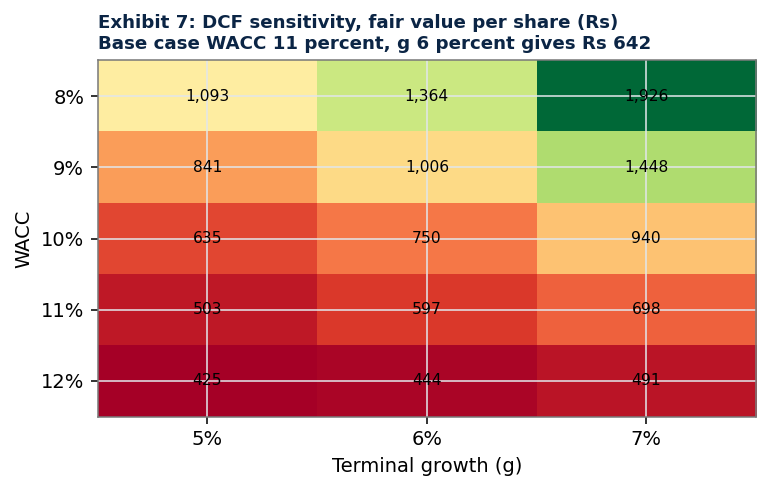 Exhibit 7: DCF sensitivity, fair value per share (Rs)
Base case WACC 11 percent, g 6 percent gives Rs 642
8% 1,093 1,364 1,926
9% 841 1,006 1,448
WACC
10% 635 750 940
11% 503 597 698
12% 425 444 491
5% 6% 7%
Terminal growth (g)